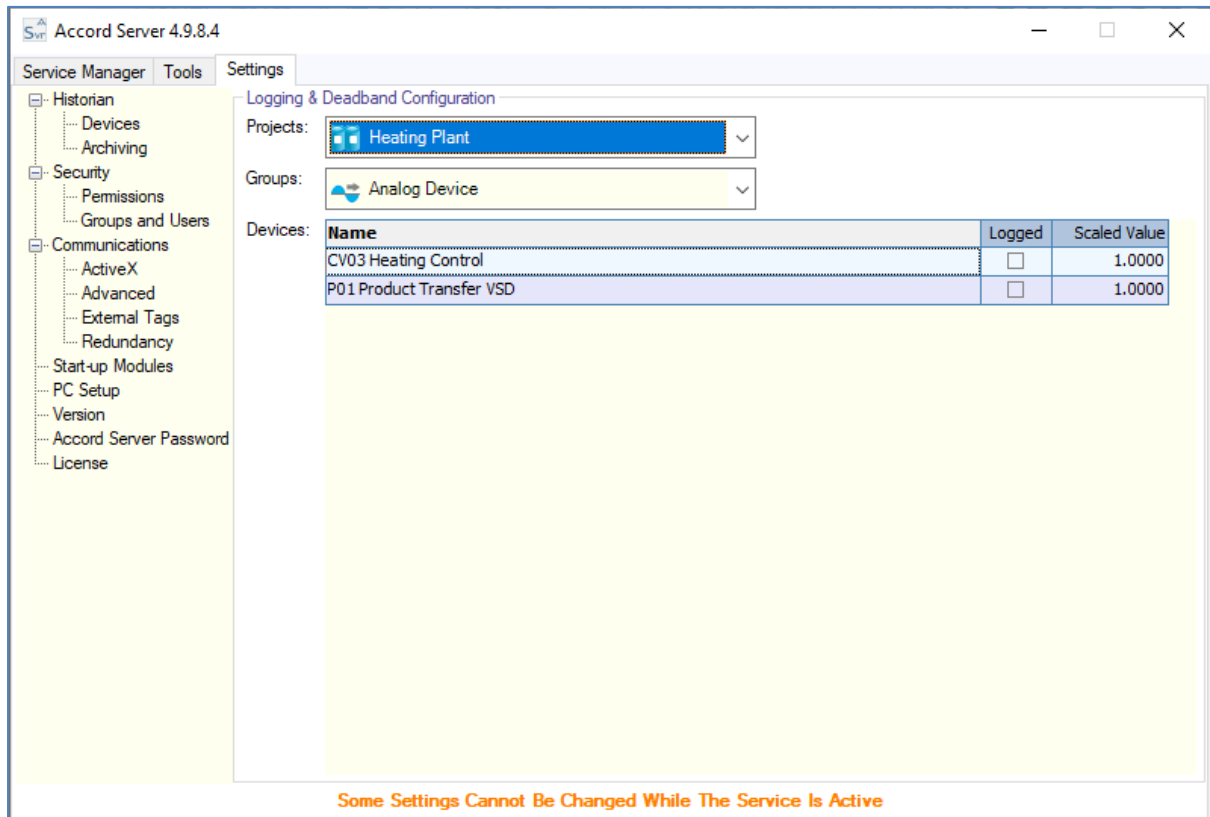 Svr Accord Server 4.9.8.4
Service Manager Tools Settings
Historian
Devices
Archiving
Security
Permissions
Groups and Users
Communications
ActiveX
Advanced
External Tags
Redundancy
Start-up Modules
PC Setup
Version
Accord Server Password
License
Logging & Deadband Configuration
Projects: Heating Plant
Groups: Analog Device
Devices: Name Logged Scaled Value
CV03 Heating Control 1.0000
P01 Product Transfer VSD 1.0000
Some Settings Cannot Be Changed While The Service Is Active